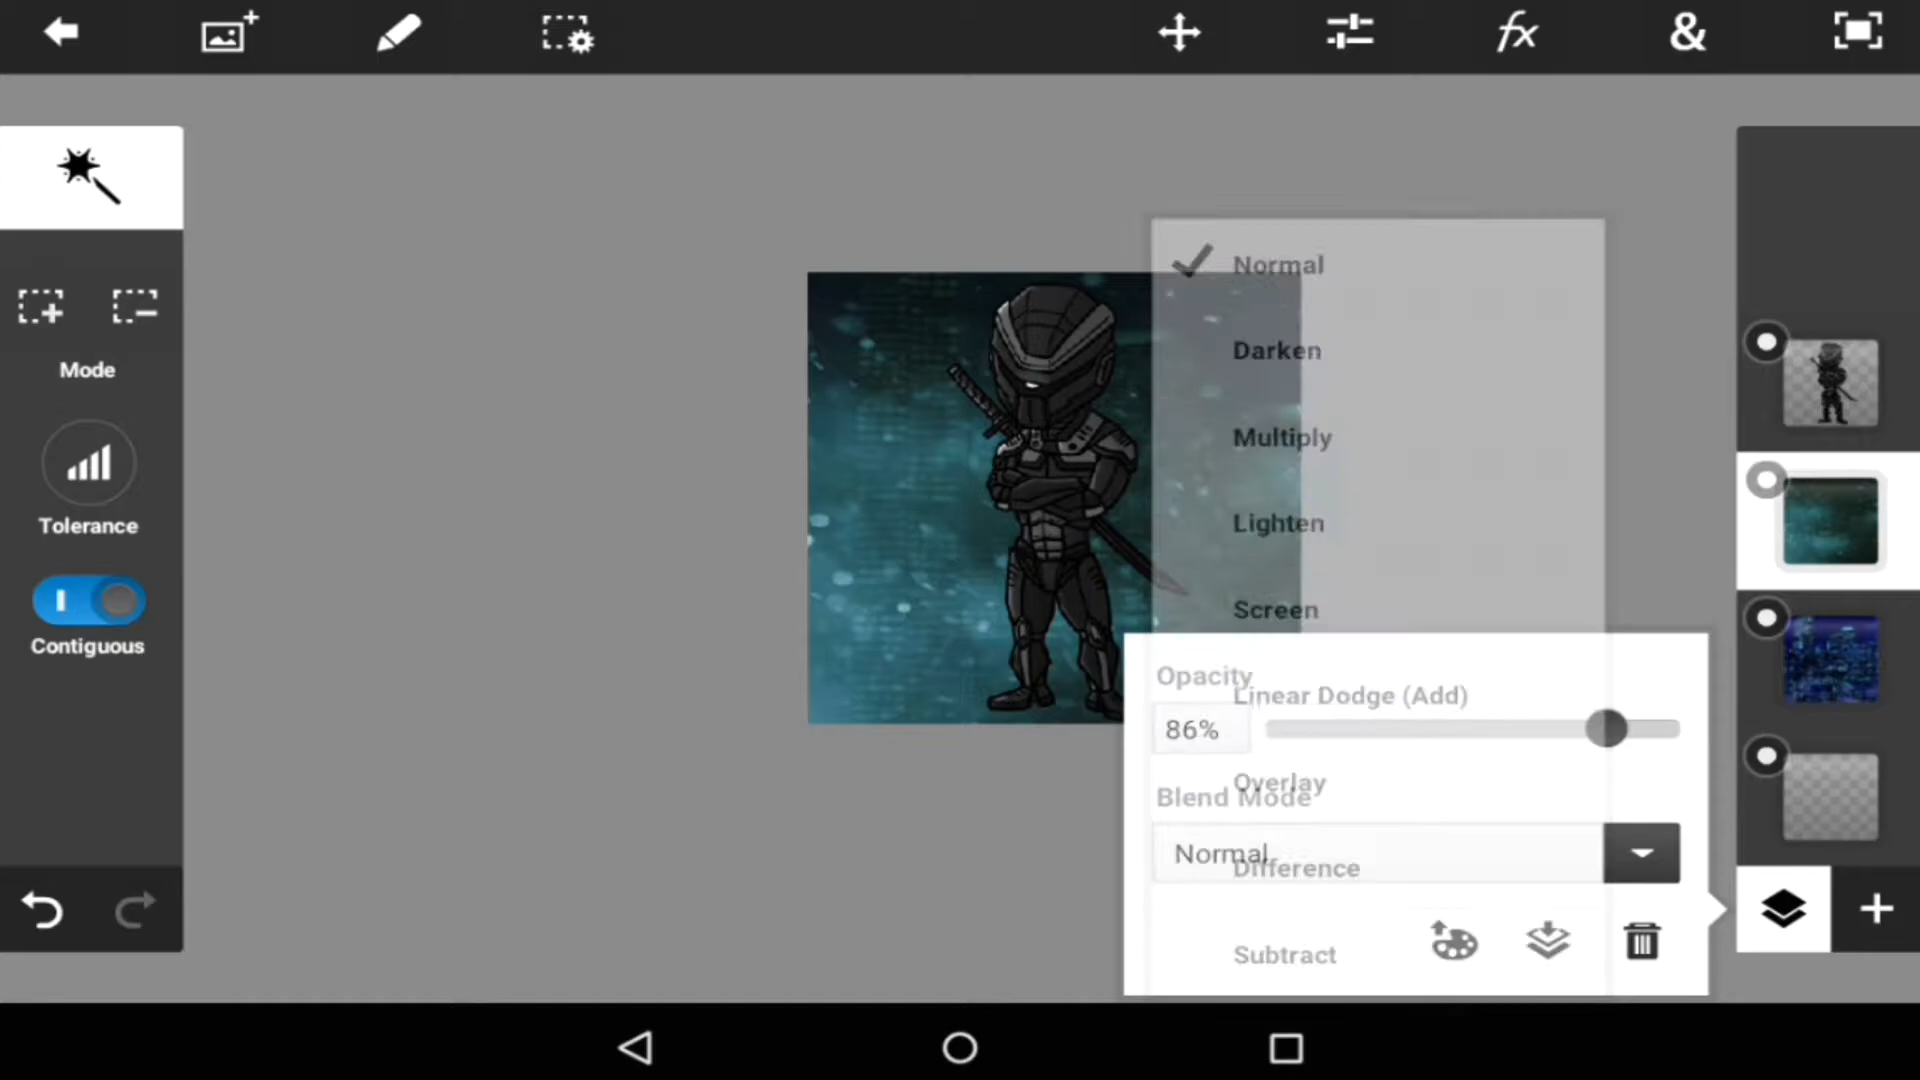 fx
&
Mode
Tolerance
Contiguous
Normal
Darken
Multiply
Lighten
Screen
Opacity
Linear Dodge (Add)
86%
Overlay
Blend Mode
Normal
Difference
Subtract